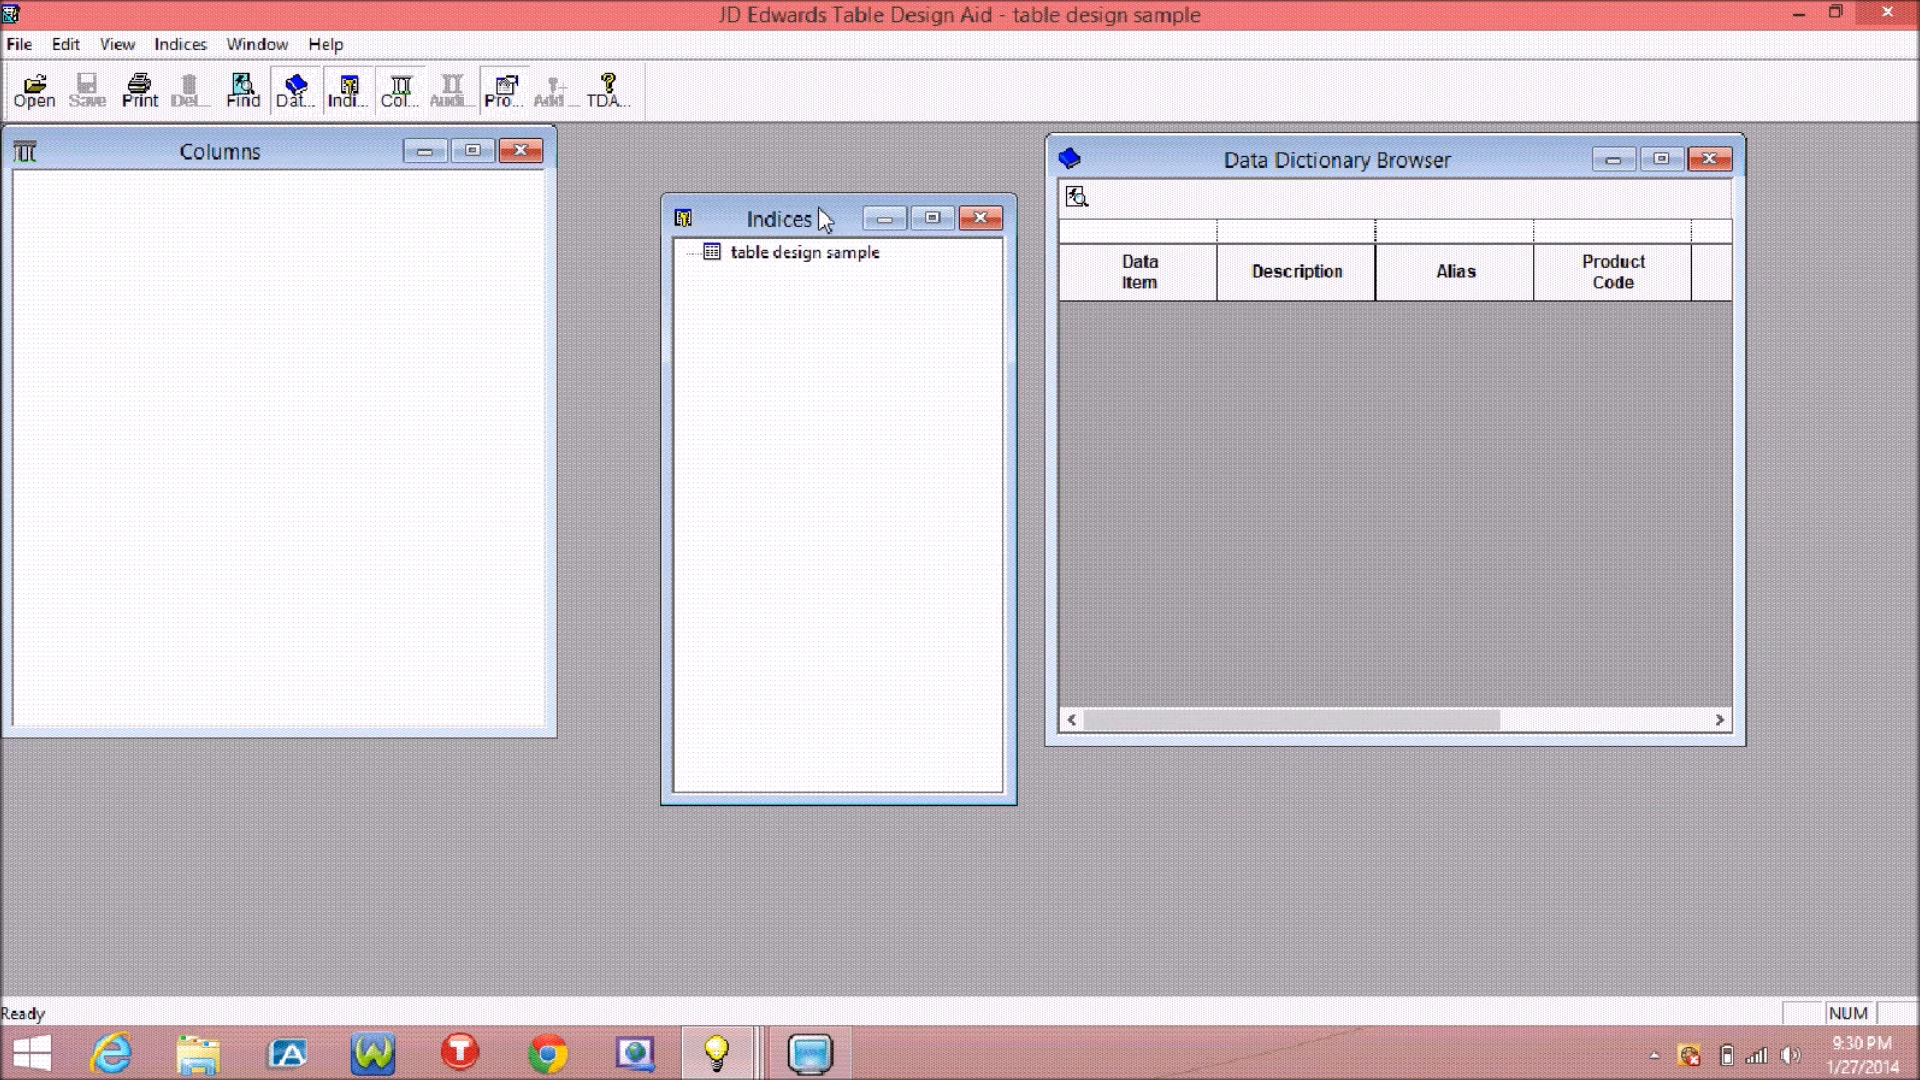 JD Edwards Table Design Aid - table design sample
File Edit View Indices Window Help
Open Save Print Del... Find Dat... Indi... Col... Audi... Pro... Add ... TDA...
Columns
Indices
table design sample
Data Dictionary Browser
Data Item Description Alias Product Code
Ready
NUM
9:30 PM
1/27/2014